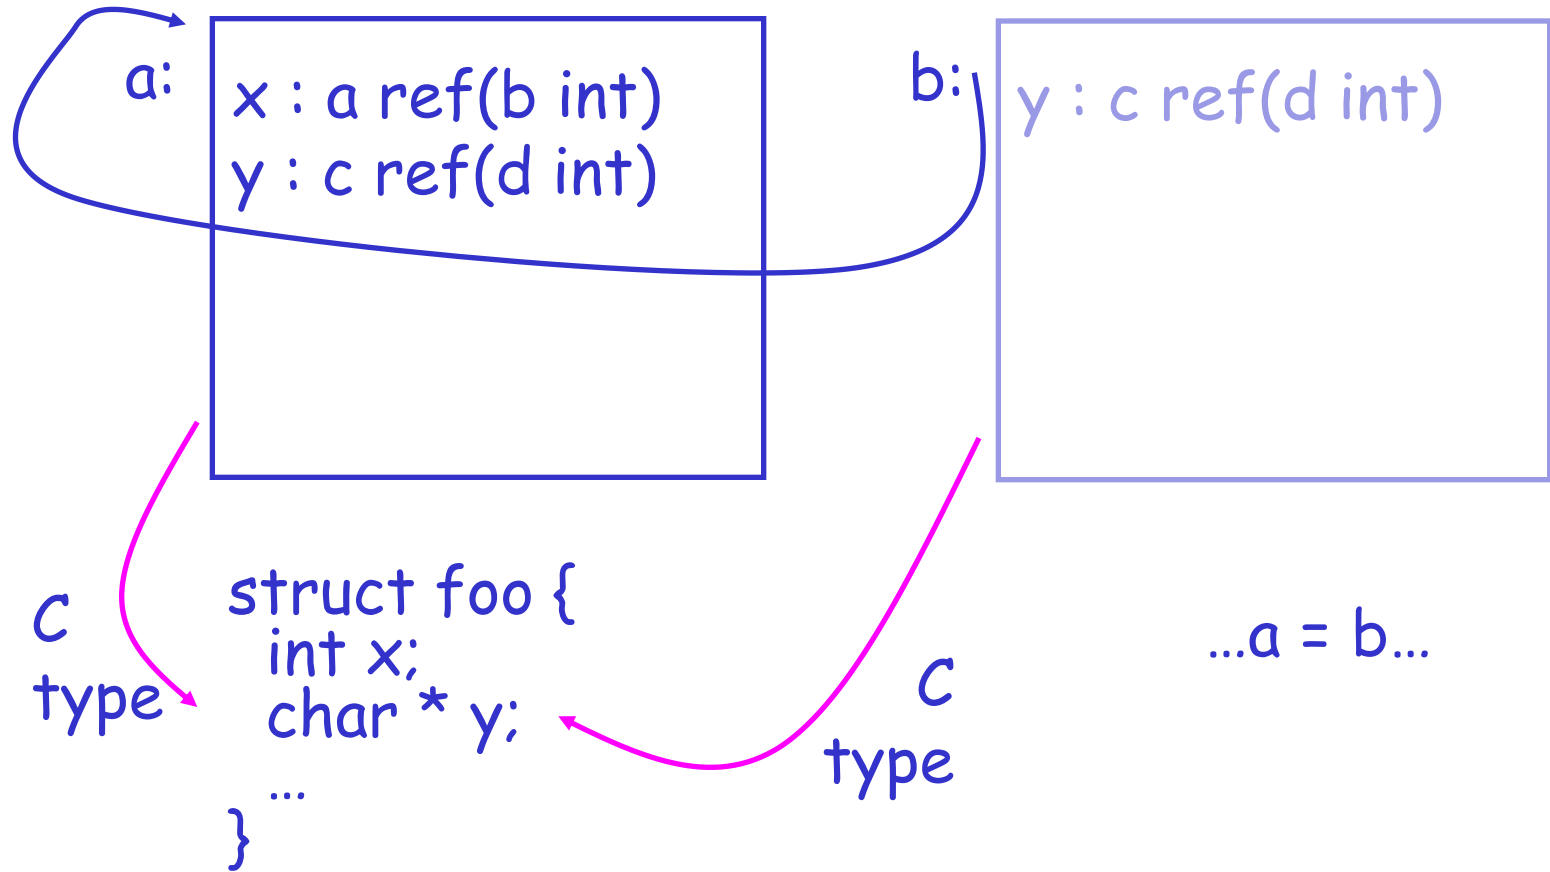 a:
x : a ref(b int)
y : c ref(d int)
b:
y : c ref(d int)
C
type
struct foo {
int x;
char * y;
...
}
C
type
...a = b...